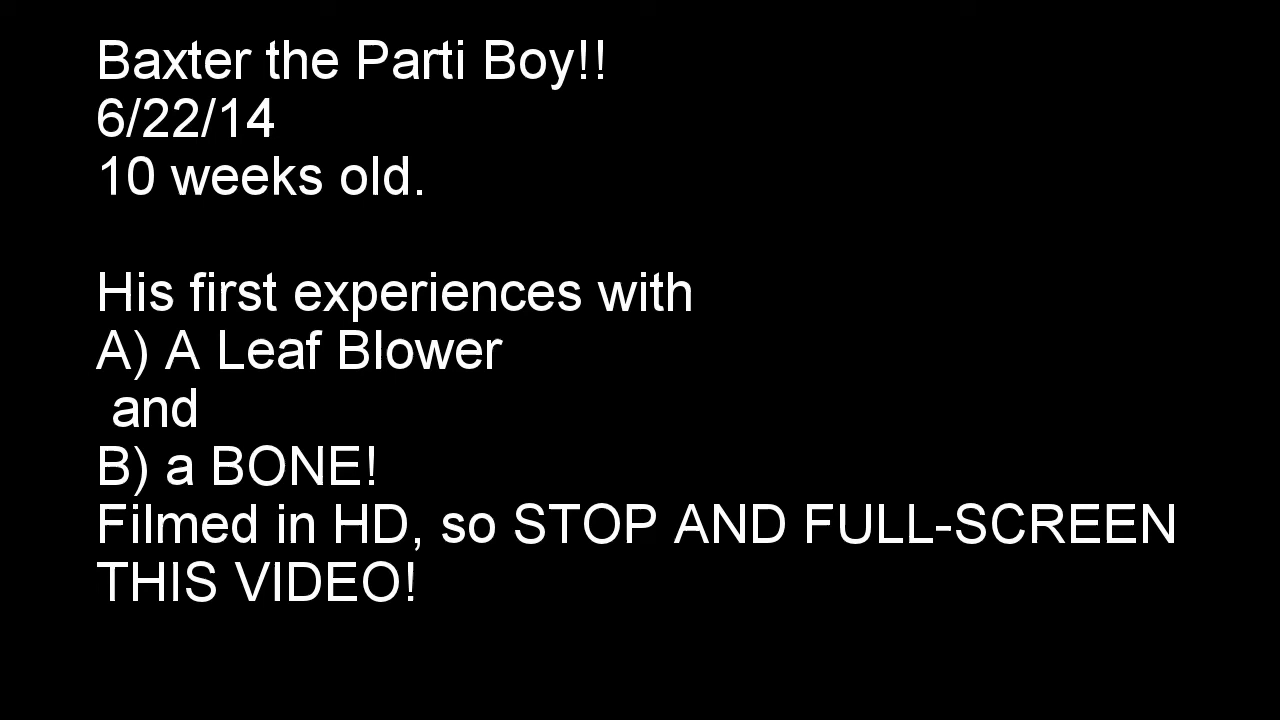 Baxter the Parti Boy!!
6/22/14
10 weeks old.
His first experiences with
A) A Leaf Blower
and
B) a BONE!
Filmed in HD, so STOP AND FULL-SCREEN
THIS VIDEO!